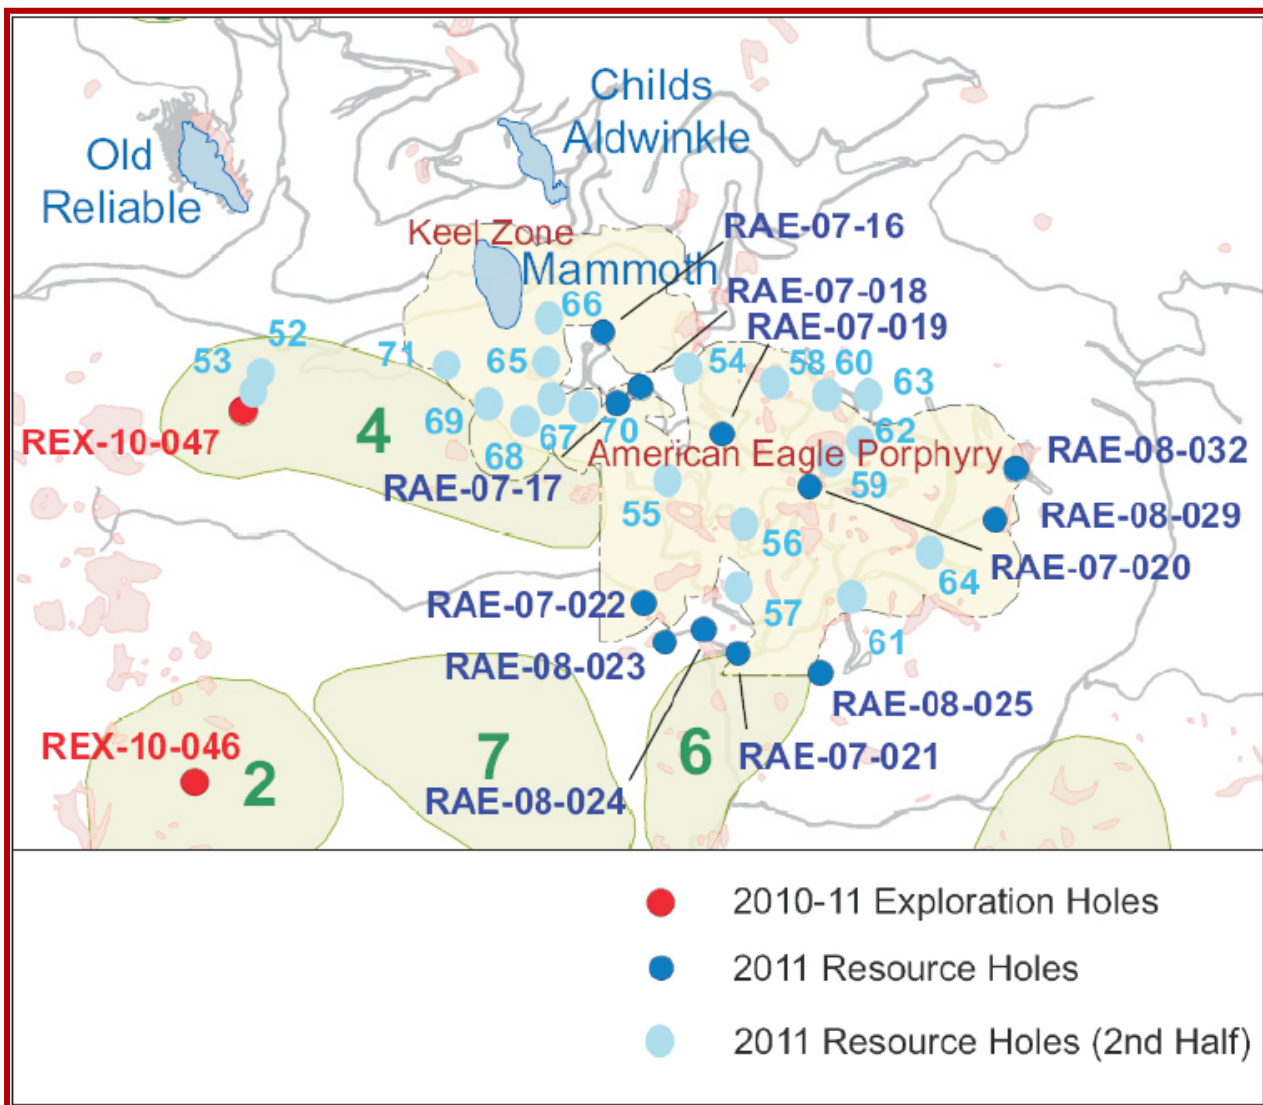 Childs
Aldwinkle
Old
Reliable
Keel Zone
RAE-07-16
Mammoth
RAE-07-018
66
RAE-07-019
52
53
71
65
54
58
60
63
4
69
67
70
62
REX-10-047
68
American Eagle Porphyry
RAE-08-032
RAE-07-17
59
55
RAE-08-029
56
RAE-07-020
64
RAE-07-022
57
61
RAE-08-023
RAE-08-025
REX-10-046
7
6
RAE-07-021
2
RAE-08-024
2010-11 Exploration Holes
2011 Resource Holes
2011 Resource Holes (2nd Half)